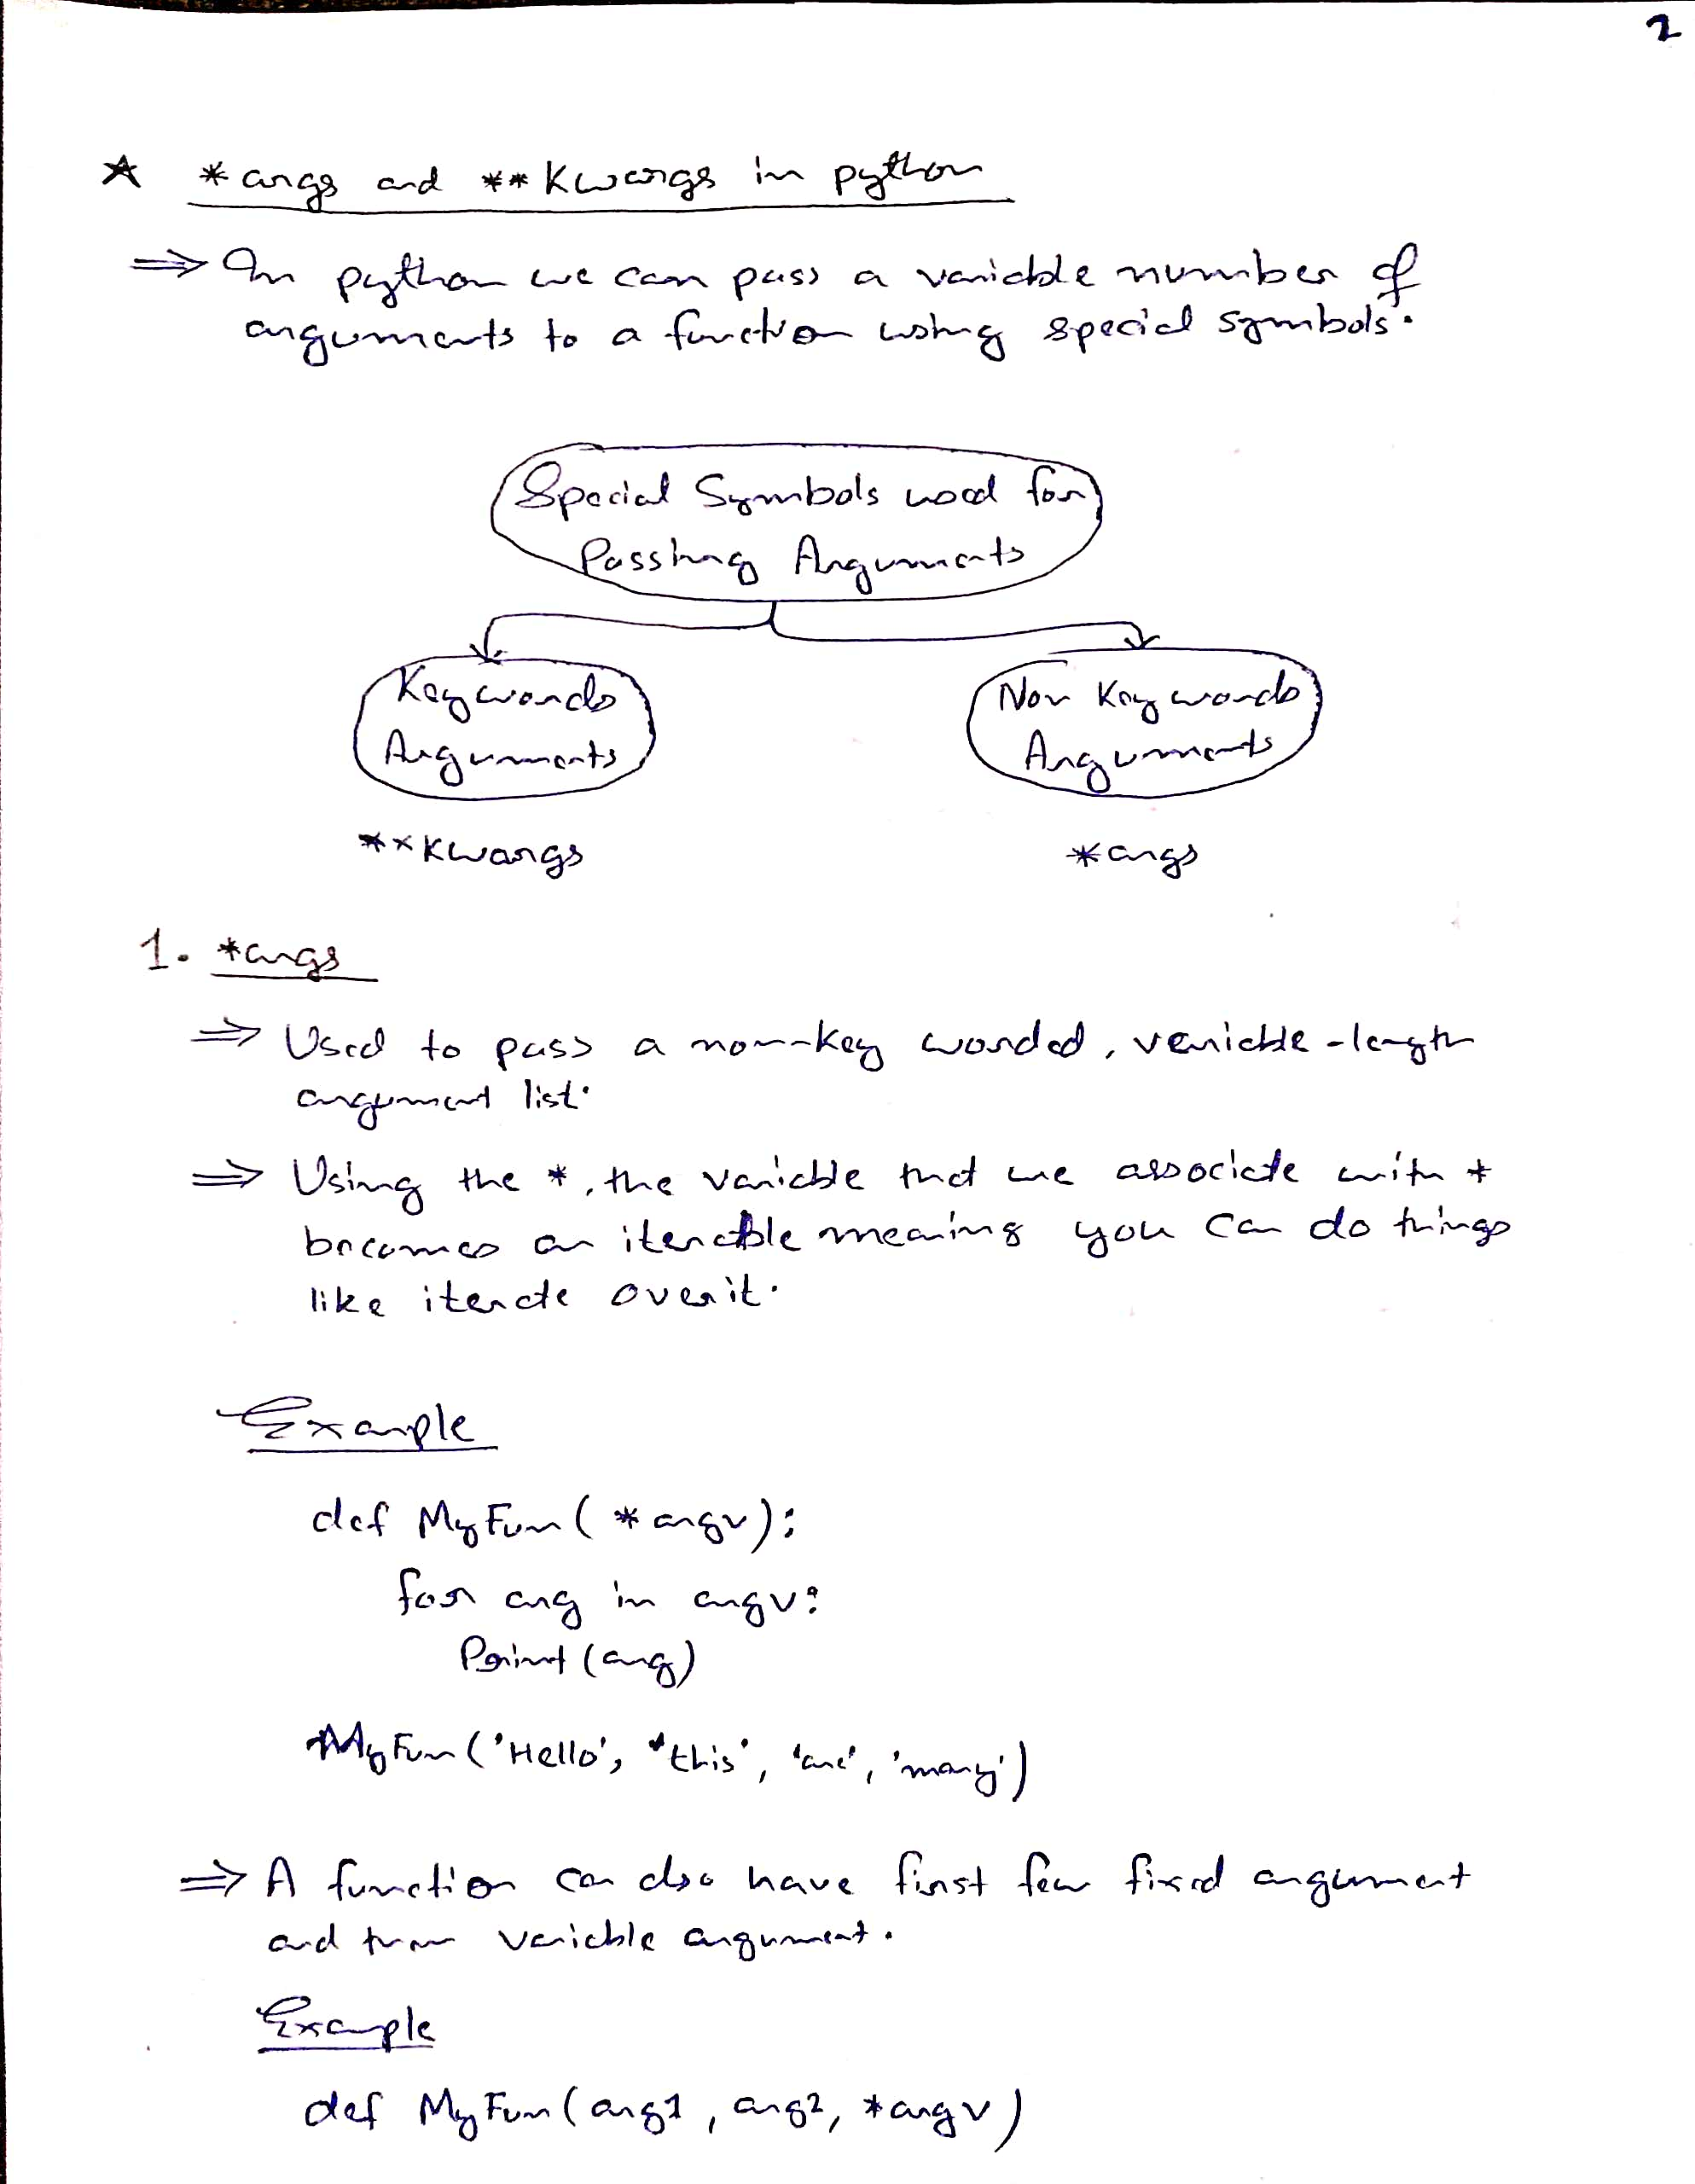 2
☆ *args and **Kwargs in python
⇒ In python we can pass a variable number of
arguments to a function using special symbols.
Special Symbols used for
Passing Arguments
Keywords
Arguments
Non Keywords
Arguments
**Kwargs
*args
1. *args
⇒ Used to pass a non-key worded, variable-length
argument list.
⇒ Using the *, the variable that we associate with *
becomes an iterable meaning you can do things
like iterate over it.
Example
def MyFun( *argv):
for arg in argv:
Print (arg)
MyFun('Hello', 'this', 'are', 'many')
⇒ A function can also have first few fixed argument
and then variable argument.
Example
def MyFun(arg1, arg2, *argv)